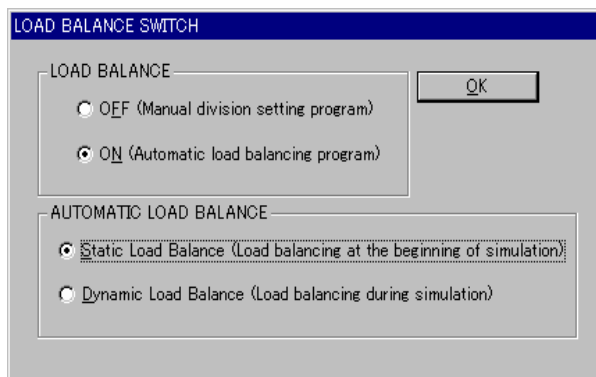 LOAD BALANCE SWITCH
LOAD BALANCE
OK
OFF (Manual division setting program)
ON (Automatic load balancing program)
AUTOMATIC LOAD BALANCE
Static Load Balance (Load balancing at the beginning of simulation)
Dynamic Load Balance (Load balancing during simulation)